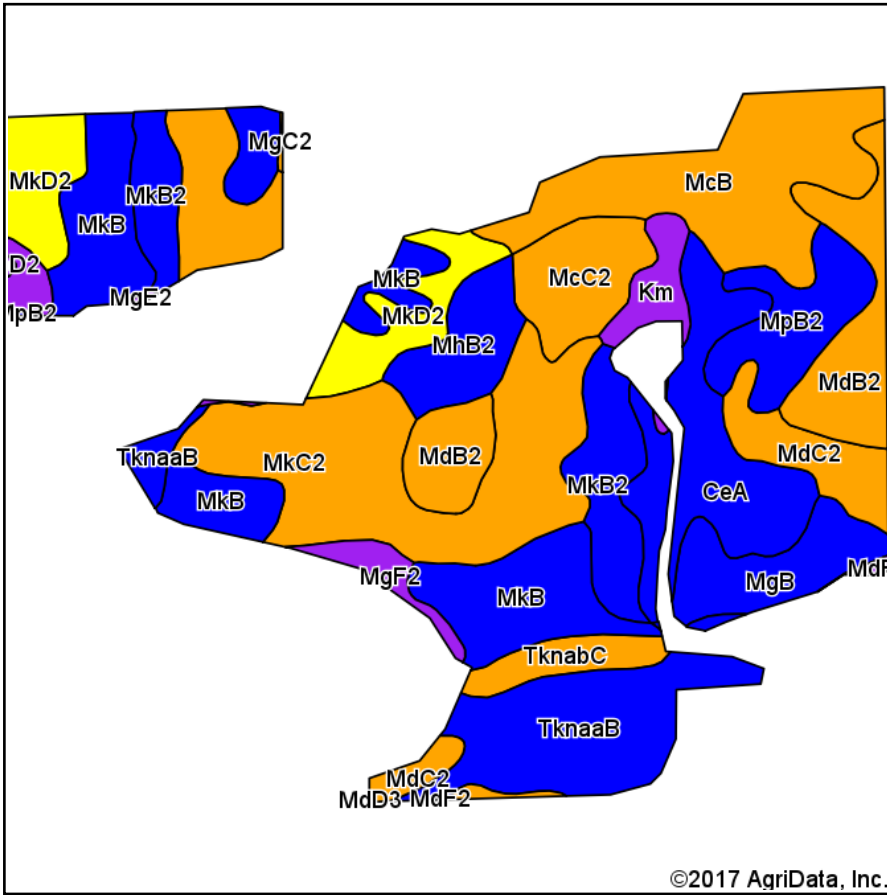 MgC2
MkD2
MkB2
MkB
D2
MgE2
MpB2
McB
McC2
MkB
Km
MkD2
MpB2
MhB2
MdB2
MdC2
TknaaB
MkC2
MdB2
MkB2
CeA
MkB
MgF2
MkB
MgB
MdF
TknabC
TknaaB
MdC2
MdD3
MdF2
©2017 AgriData, Inc.